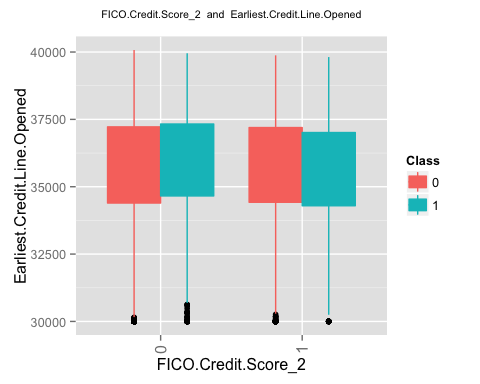 FICO.Credit.Score_2 and Earliest.Credit.Line.Opened
40000
37500
35000
32500
30000
Earliest.Credit.Line.Opened
0
1
FICO.Credit.Score_2
Class
0
1